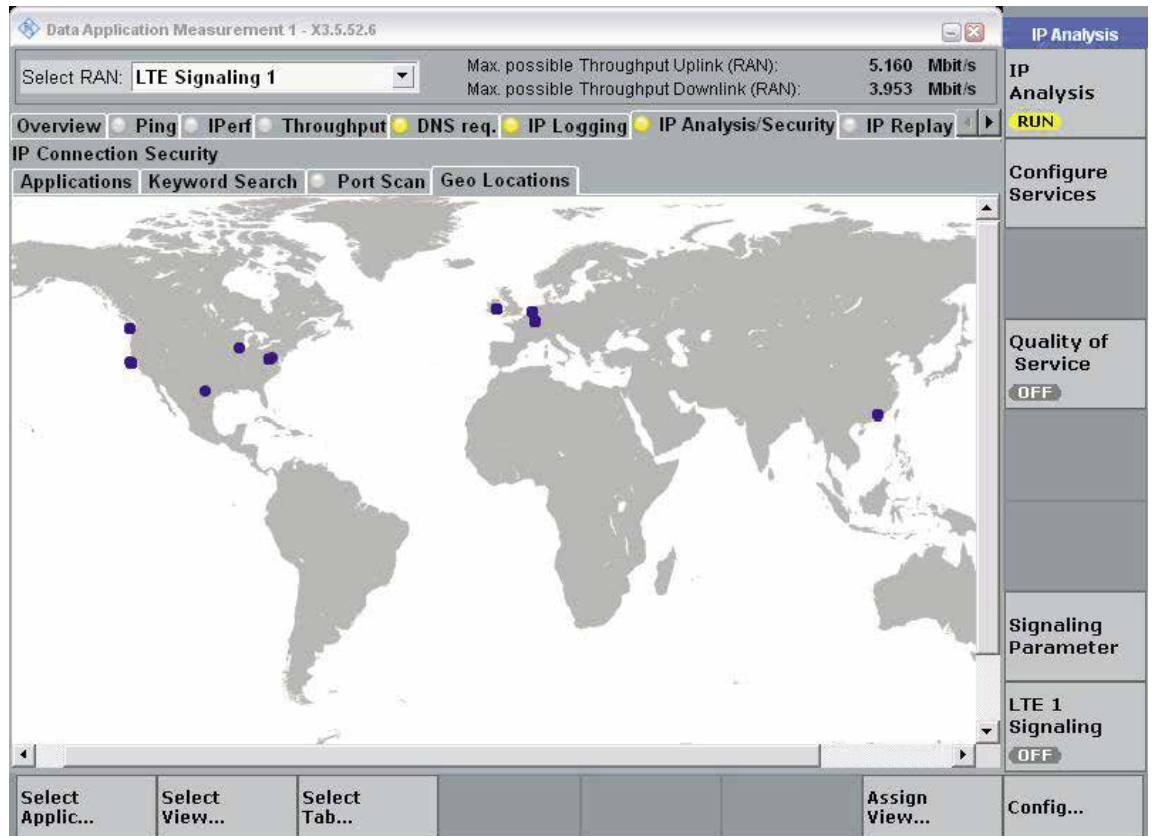 Data Application Measurement 1 - X3.5.52.6
IP Analysis
Select RAN: LTE Signaling 1
Max. possible Throughput Uplink (RAN): 5.160 Mbit/s
Max. possible Throughput Downlink (RAN): 3.953 Mbit/s
IP Analysis
RUN
Overview Ping IPerf Throughput DNS req. IP Logging IP Analysis/Security IP Replay
IP Connection Security
Applications Keyword Search Port Scan Geo Locations
Configure Services
Quality of Service
OFF
Signaling Parameter
LTE 1 Signaling
OFF
Select Applic...
Select View...
Select Tab...
Assign View...
Config...